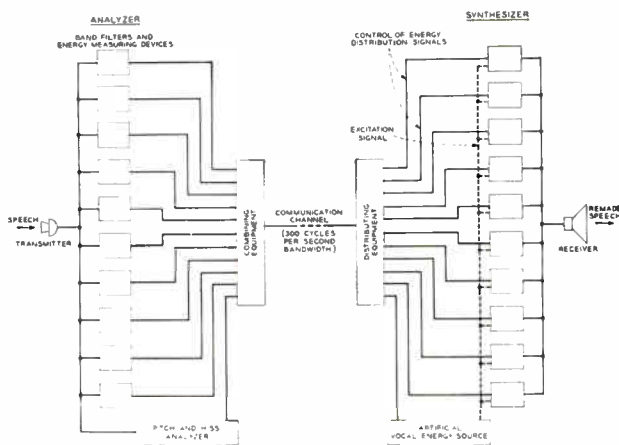 ANALYZER
BAND FILTERS AND
ENERGY MEASURING DEVICES
SPEECH
TRANSMITTER
COMBINING
EQUIPMENT
PITCH AND HISS
ANALYZER
COMMUNICATION
CHANNEL
(300 CYCLES
PER SECOND
BANDWIDTH)
SYNTHESIZER
CONTROL OF ENERGY
DISTRIBUTION SIGNALS
EXCITATION
SIGNAL
DISTRIBUTING
EQUIPMENT
REMADE
SPEECH
RECEIVER
ARTIFICIAL
VOCAL ENERGY SOURCE